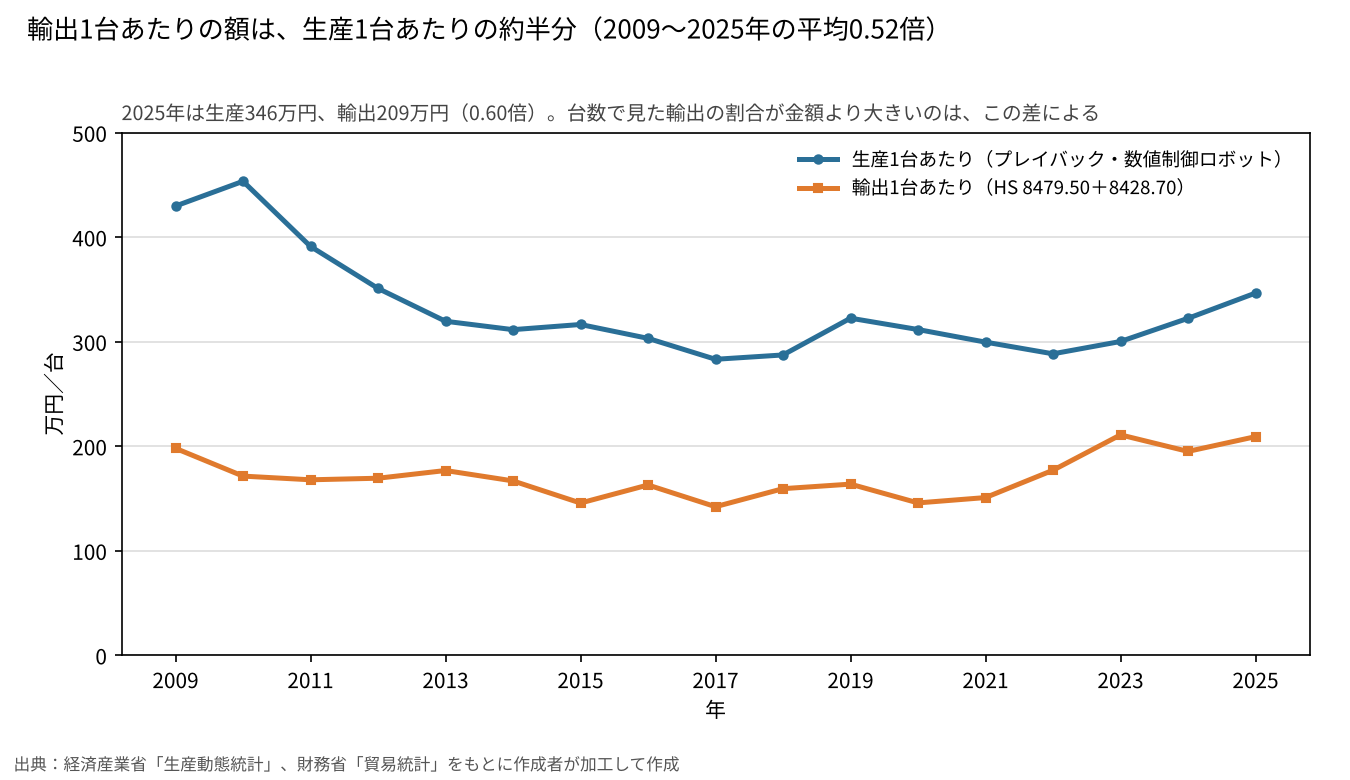 輸出1台あたりの額は、生産1台あたりの約半分（2009～2025年の平均0.52倍）
2025年は生産346万円、輸出209万円（0.60倍）。台数で見た輸出の割合が金額より大きいのは、この差による
生産1台あたり（プレイバック・数値制御ロボット）
輸出1台あたり（HS 8479.50＋8428.70）
500
400
300
200
100
0
万円／台
2009 2011 2013 2015 2017 2019 2021 2023 2025
年
出典：経済産業省「生産動態統計」、財務省「貿易統計」をもとに作成者が加工して作成